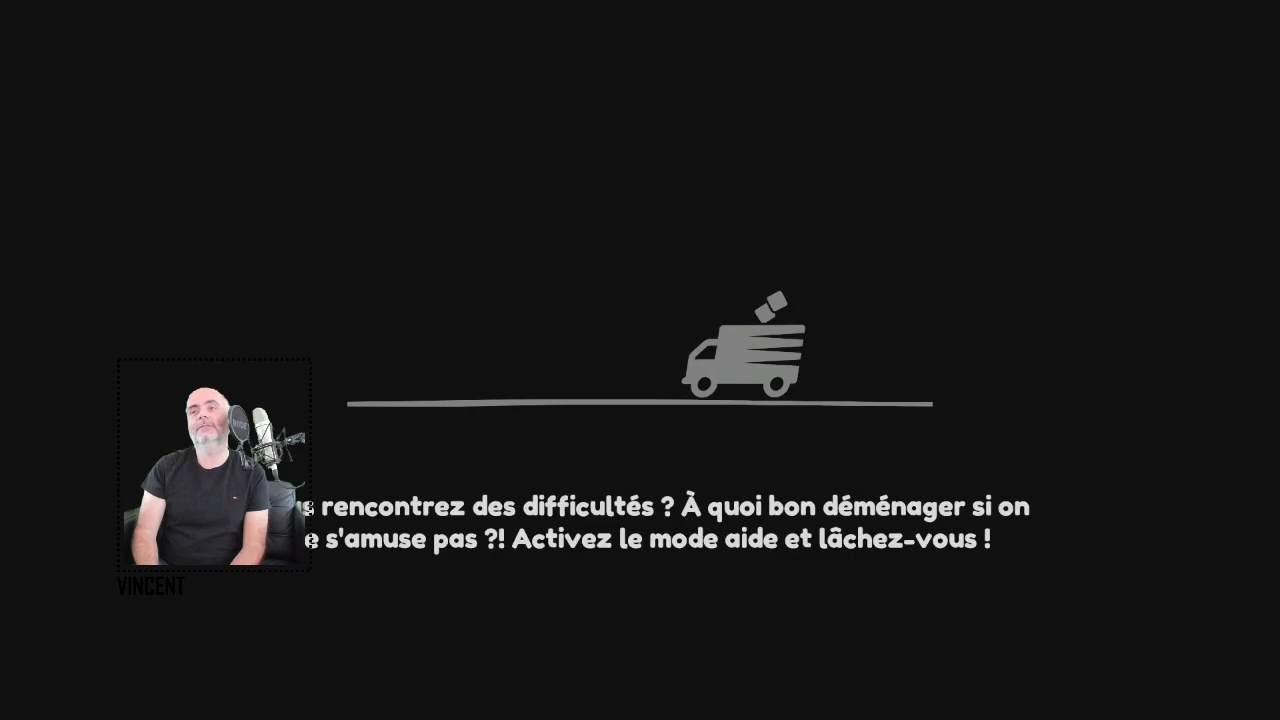 rencontrez des difficultés ? À quoi bon déménager si on
s'amuse pas ?! Activez le mode aide et lâchez-vous !
VINCENT